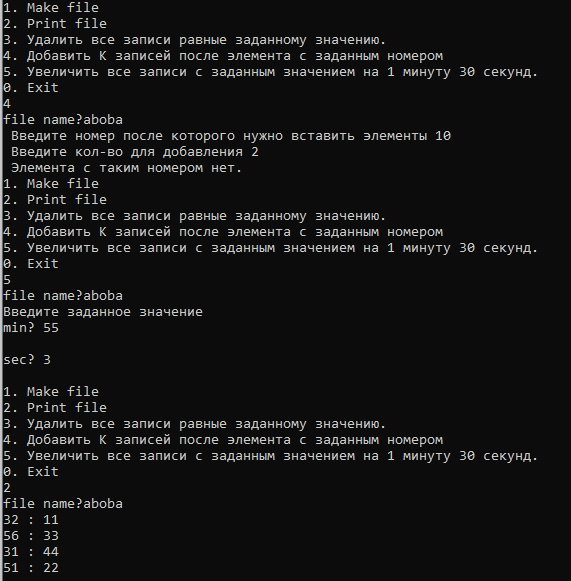 1. Make file
2. Print file
3. Удалить все записи равные заданному значению.
4. Добавить К записей после элемента с заданным номером
5. Увеличить все записи с заданным значением на 1 минуту 30 секунд.
0. Exit
4
file name?aboba
Введите номер после которого нужно вставить элементы 10
Введите кол-во для добавления 2
Элемента с таким номером нет.
1. Make file
2. Print file
3. Удалить все записи равные заданному значению.
4. Добавить К записей после элемента с заданным номером
5. Увеличить все записи с заданным значением на 1 минуту 30 секунд.
0. Exit
5
file name?aboba
Введите заданное значение
min? 55
sec? 3
1. Make file
2. Print file
3. Удалить все записи равные заданному значению.
4. Добавить К записей после элемента с заданным номером
5. Увеличить все записи с заданным значением на 1 минуту 30 секунд.
0. Exit
2
file name?aboba
32 : 11
56 : 33
31 : 44
51 : 22